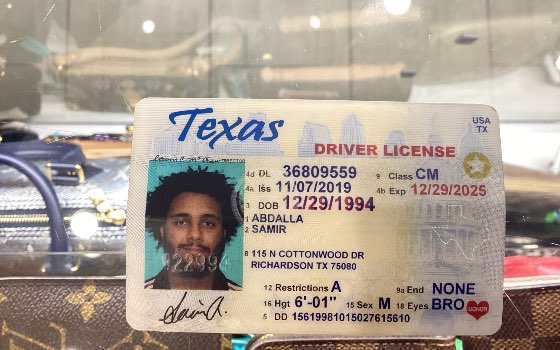 Texas
USA
TX
DRIVER LICENSE
4d DL 36809559 9 Class CM
4a Iss 11/07/2019 4b Exp 12/29/2025
3 DOB 12/29/1994
1 ABDALLA
2 SAMIR
8 115 N COTTONWOOD DR
RICHARDSON TX 75080
12 Restrictions A 9a End NONE
16 Hgt 6'-01" 15 Sex M 18 Eyes BRO
DONOR
5 DD 15619981015027615610